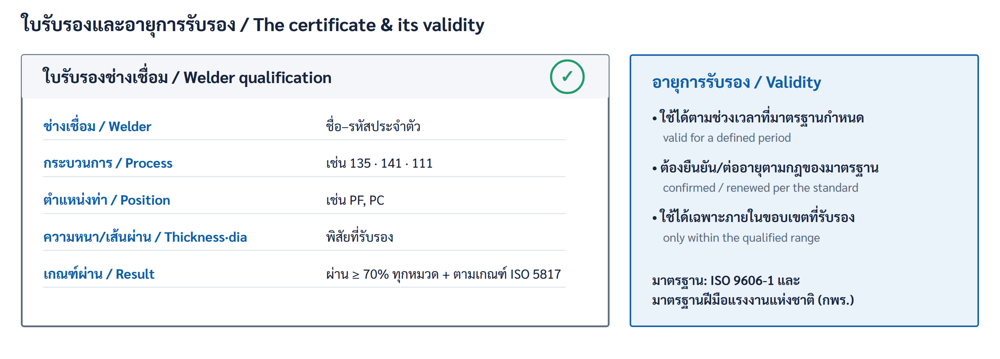 ใบรับรองและอายุการรับรอง / The certificate & its validity
ใบรับรองช่างเชื่อม / Welder qualification
✓
ช่างเชื่อม / Welder ชื่อ–รหัสประจำตัว
กระบวนการ / Process เช่น 135 · 141 · 111
ตำแหน่งท่า / Position เช่น PF, PC
ความหนา/เส้นผ่าน / Thickness·dia พิสัยที่รับรอง
เกณฑ์ผ่าน / Result ผ่าน ≥ 70% ทุกหมวด + ตามเกณฑ์ ISO 5817
อายุการรับรอง / Validity
• ใช้ได้ตามช่วงเวลาที่มาตรฐานกำหนด
valid for a defined period
• ต้องยืนยัน/ต่ออายุตามกฎของมาตรฐาน
confirmed / renewed per the standard
• ใช้ได้เฉพาะภายในขอบเขตที่รับรอง
only within the qualified range
มาตรฐาน: ISO 9606-1 และ
มาตรฐานฝีมือแรงงานแห่งชาติ (กพร.)